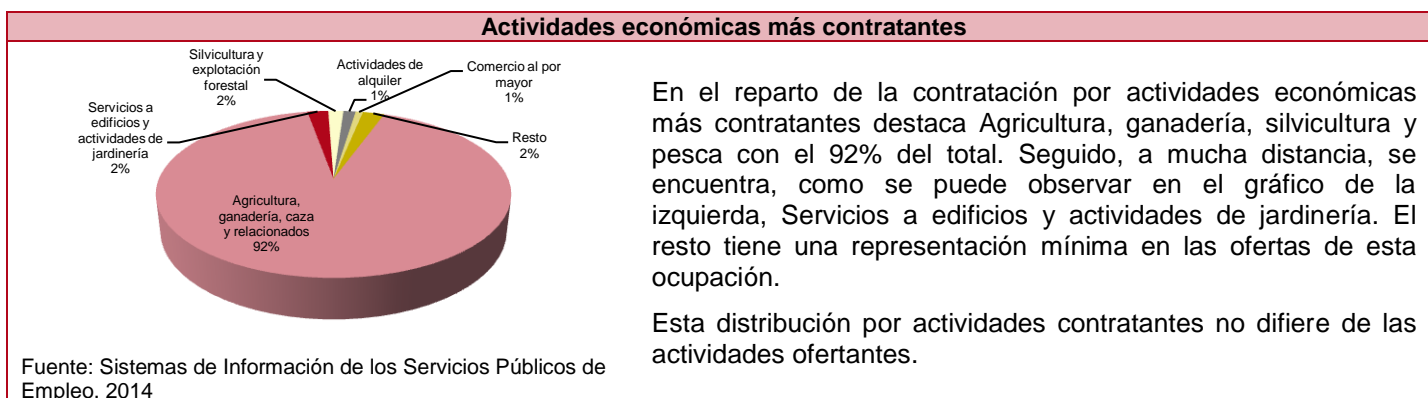 Actividades económicas más contratantes
Silvicultura y
explotación
forestal
2%
Actividades de
alquiler
1%
Comercio al por
mayor
1%
Servicios a
edificios y
actividades de
jardinería
2%
Resto
2%
Agricultura,
ganadería, caza
y relacionados
92%
Fuente: Sistemas de Información de los Servicios Públicos de
Empleo. 2014
En el reparto de la contratación por actividades económicas
más contratantes destaca Agricultura, ganadería, silvicultura y
pesca con el 92% del total. Seguido, a mucha distancia, se
encuentra, como se puede observar en el gráfico de la
izquierda, Servicios a edificios y actividades de jardinería. El
resto tiene una representación mínima en las ofertas de esta
ocupación.
Esta distribución por actividades contratantes no difiere de las
actividades ofertantes.